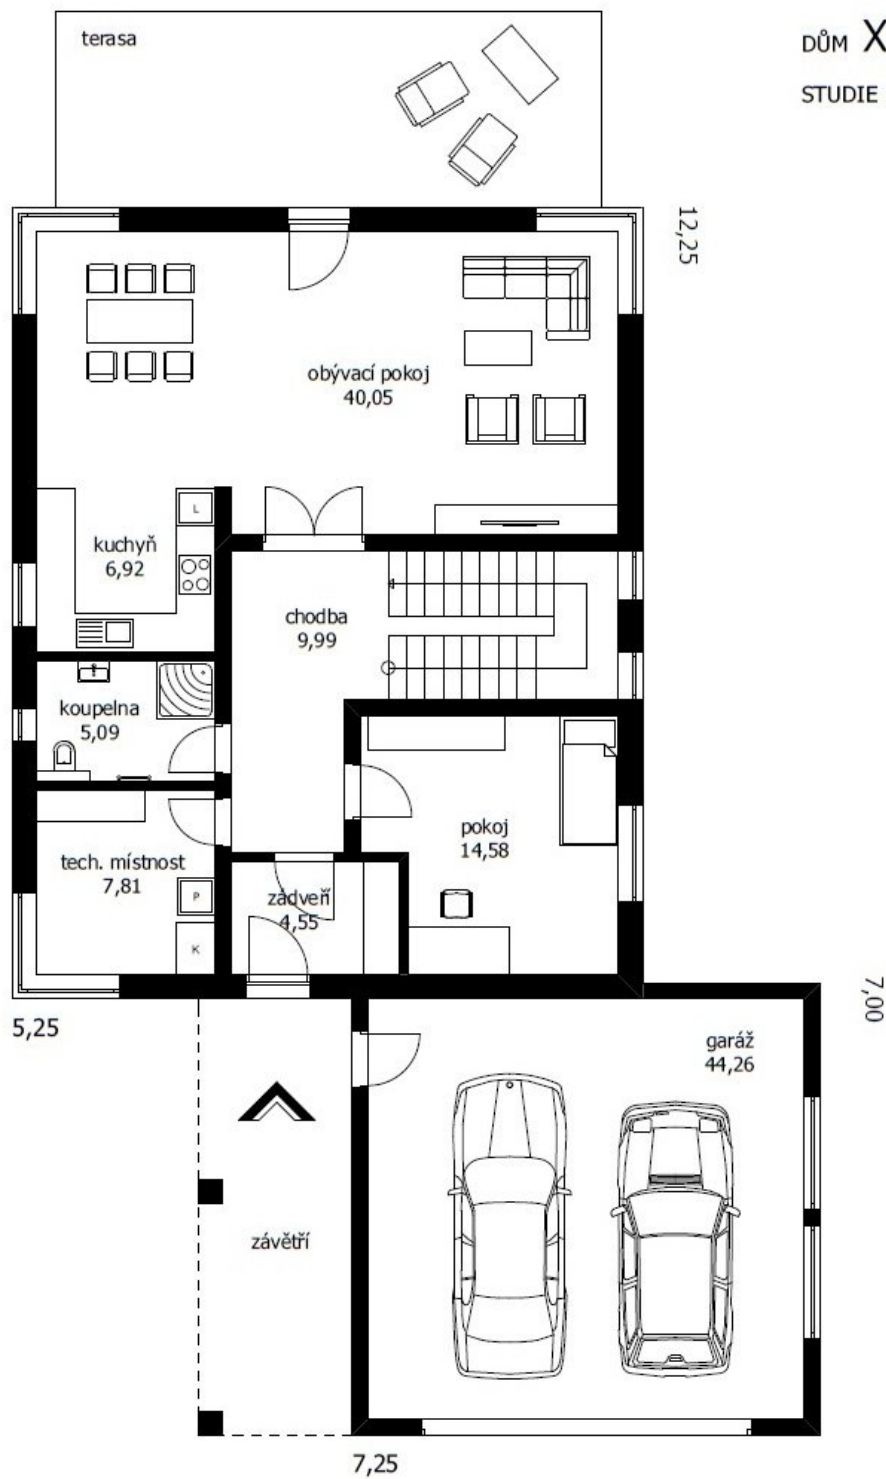 terasa
DŮM X
STUDIE
12,25
obývací pokoj
40,05
L
kuchyň
6,92
chodba
9,99
koupelna
5,09
pokoj
14,58
tech. místnost
7,81
P
zádveří
4,55
K
5,25
7,00
garáž
44,26
závětří
7,25